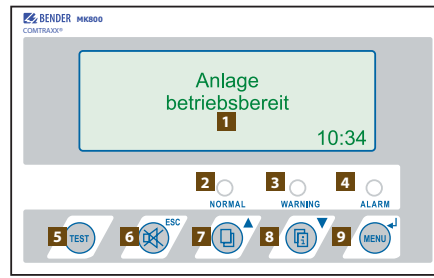 BENDER MK800
COMTRAXX®
Anlage
betriebsbereit
1
10:34
2 3 4
NORMAL WARNING ALARM
5 TEST 6 ESC 7 8 i 9 MENU